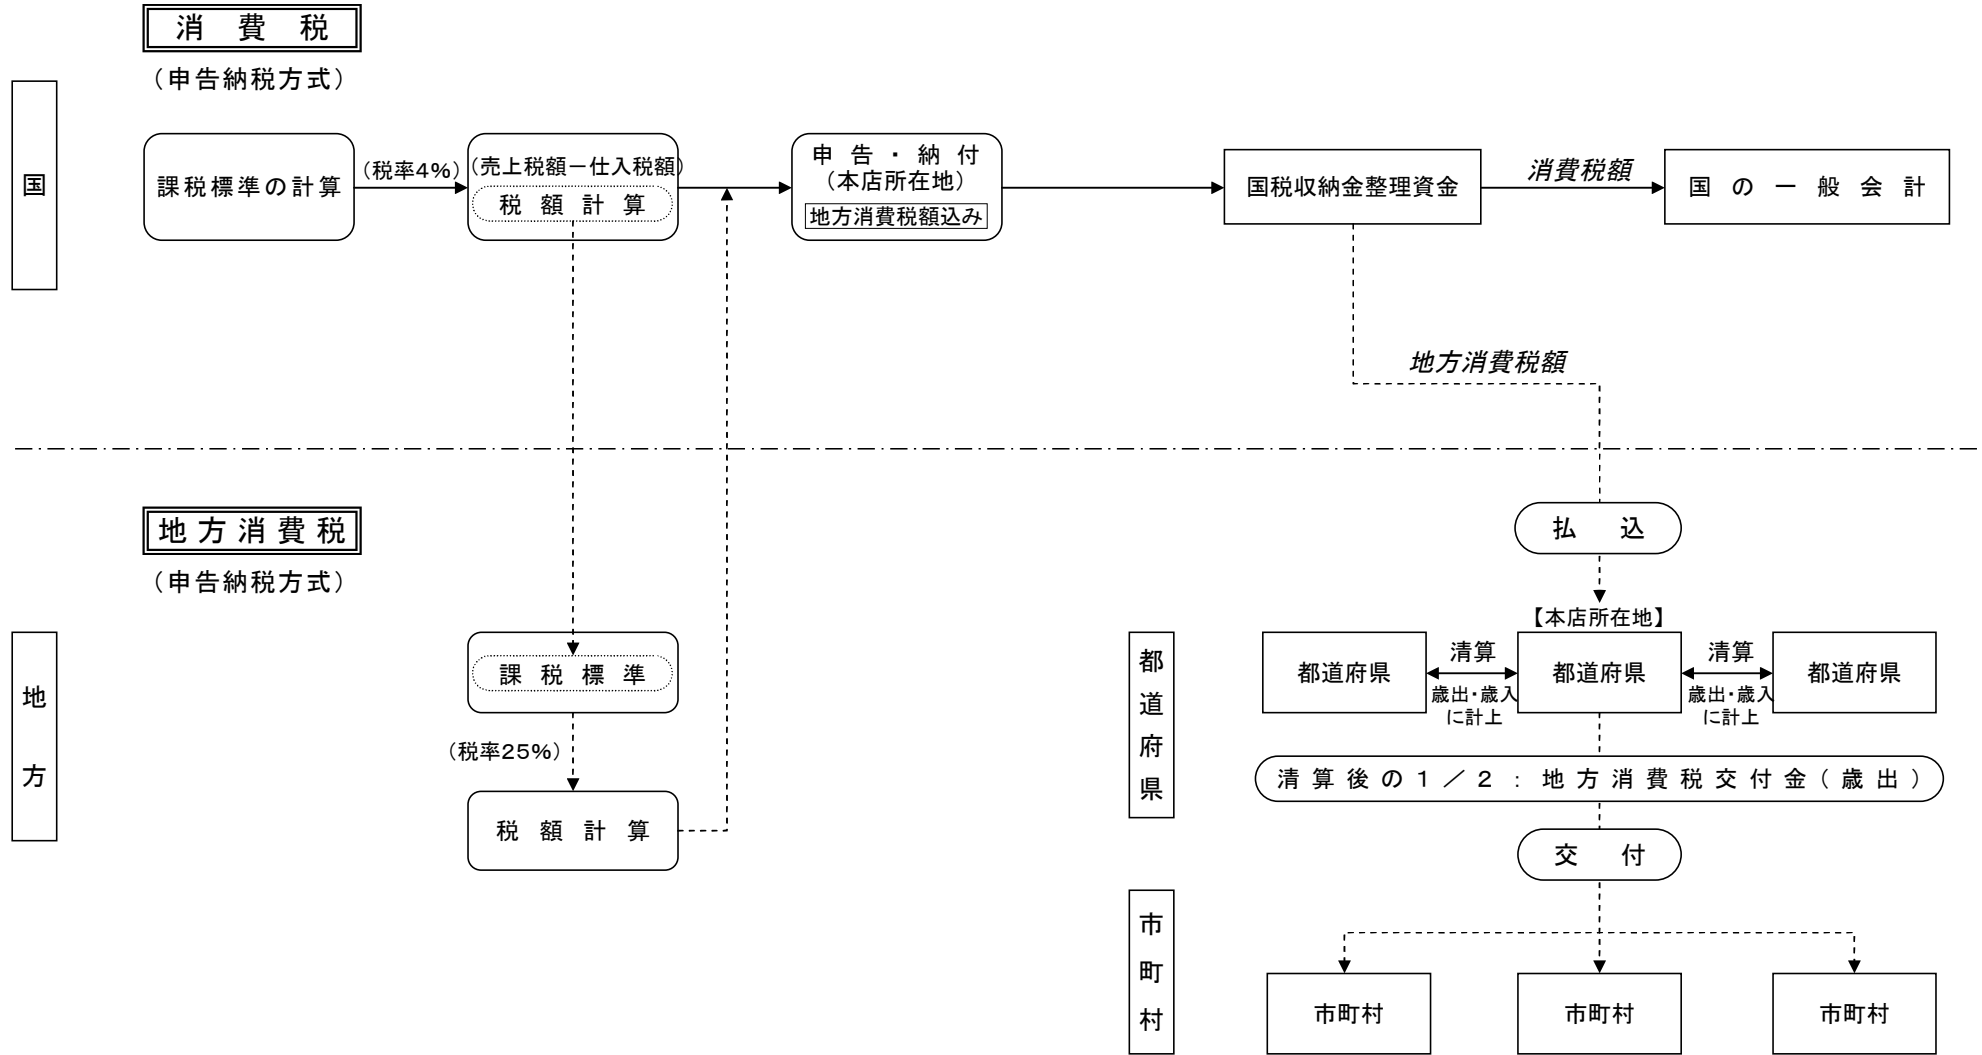 消費税
（申告納税方式）
国
課税標準の計算
（税率4%）
（売上税額－仕入税額）
税額計算
申告・納付
（本店所在地）
地方消費税額込み
国税収納金整理資金
消費税額
国の一般会計
地方消費税額
地方消費税
（申告納税方式）
地方
課税標準
（税率25%）
税額計算
払込
【本店所在地】
都道府県
都道府県
清算
歳出・歳入
に計上
都道府県
清算
歳出・歳入
に計上
都道府県
清算後の1／2：地方消費税交付金（歳出）
交付
市町村
市町村
市町村
市町村